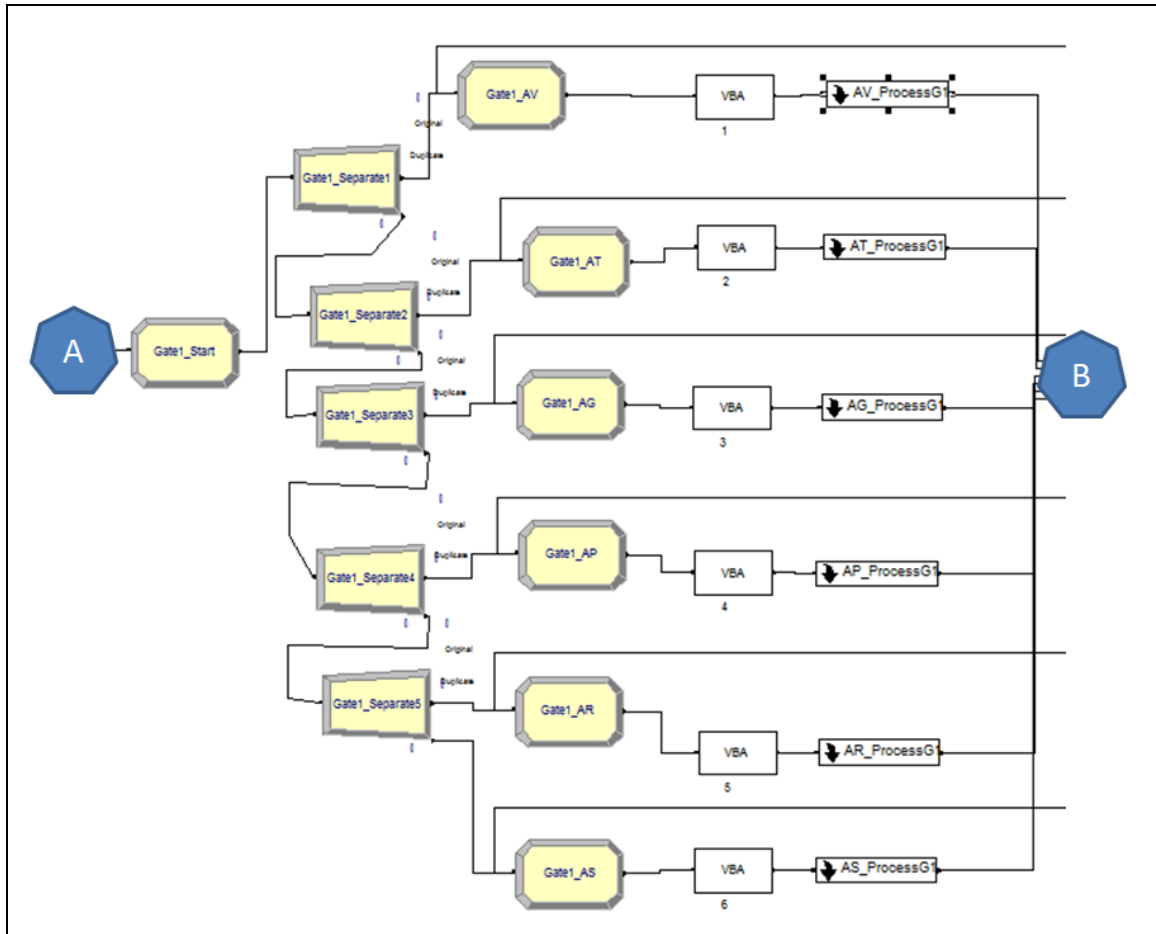 Gate1_AV
VBA
AV_ProcessG1
1
Original
Duplicate
Gate1_Separate1
Gate1_AT
VBA
AT_ProcessG1
2
Original
Duplicate
Gate1_Separate2
A
Gate1_Start
B
Original
Duplicate
Gate1_Separate3
Gate1_AG
VBA
AG_ProcessG1
3
Original
Duplicate
Gate1_Separate4
Gate1_AP
VBA
AP_ProcessG1
4
Original
Duplicate
Gate1_Separate5
Gate1_AR
VBA
AR_ProcessG1
5
Gate1_AS
VBA
AS_ProcessG1
6